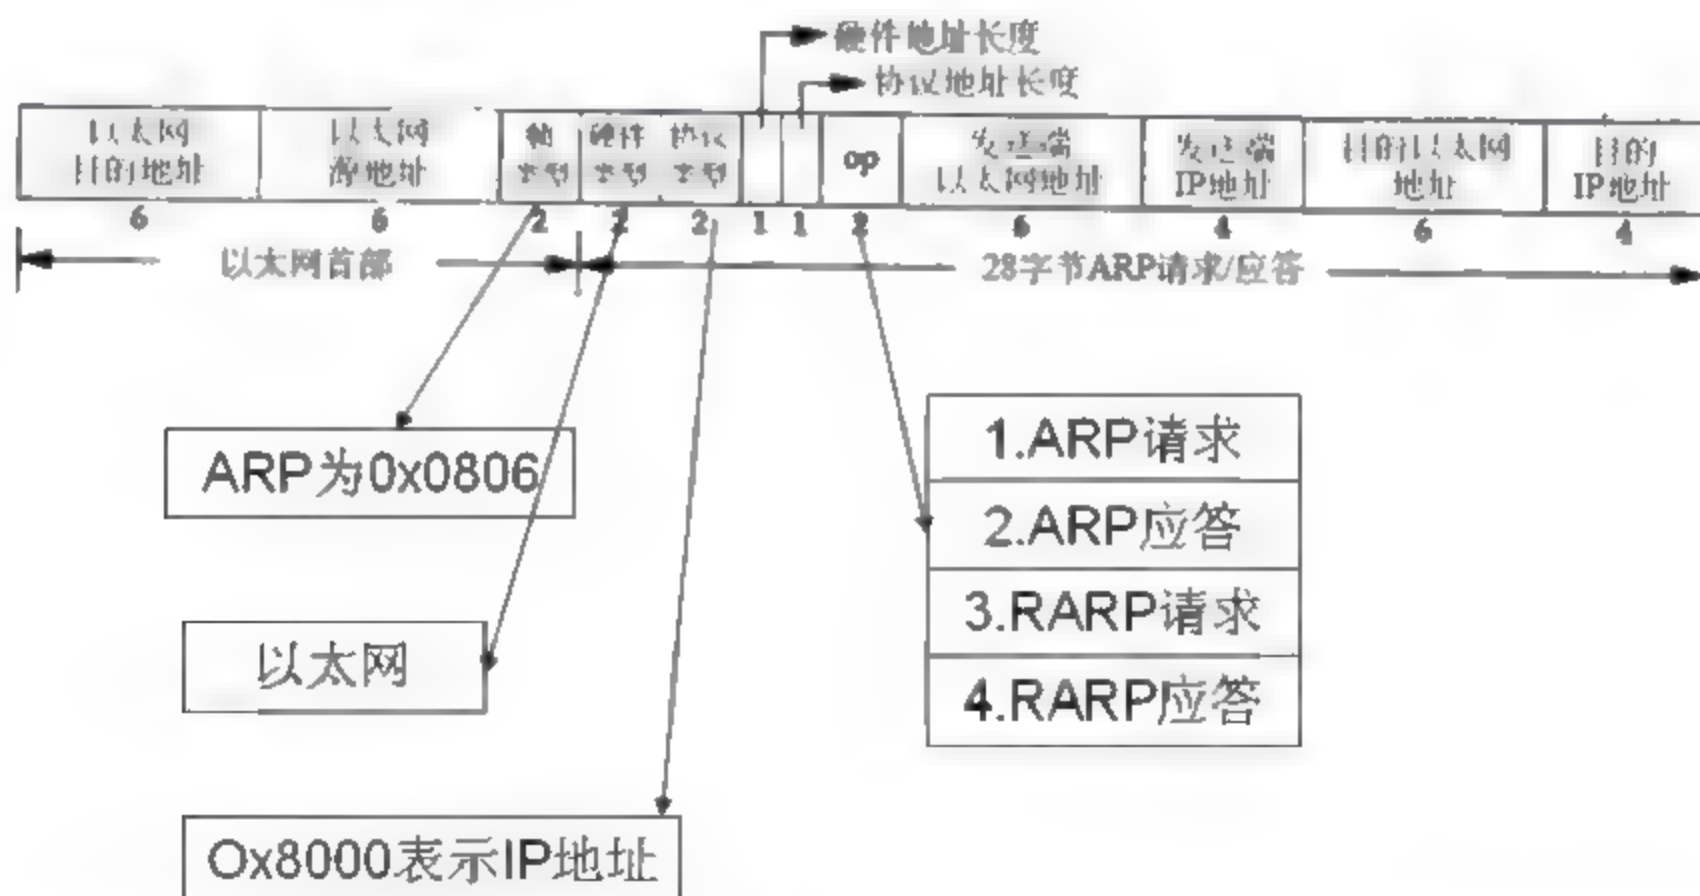 硬件地址长度
协议地址长度
以太网
目的地址
以太网
源地址
帧
类型
硬件
类型
协议
类型
op
发送端
以太网地址
发送端
IP地址
目的以太网
地址
目的
IP地址
6
6
2
2
2
1
1
2
6
4
6
4
以太网首部
28字节ARP请求/应答
ARP为0x0806
以太网
Ox8000表示IP地址
1.ARP请求
2.ARP应答
3.RARP请求
4.RARP应答